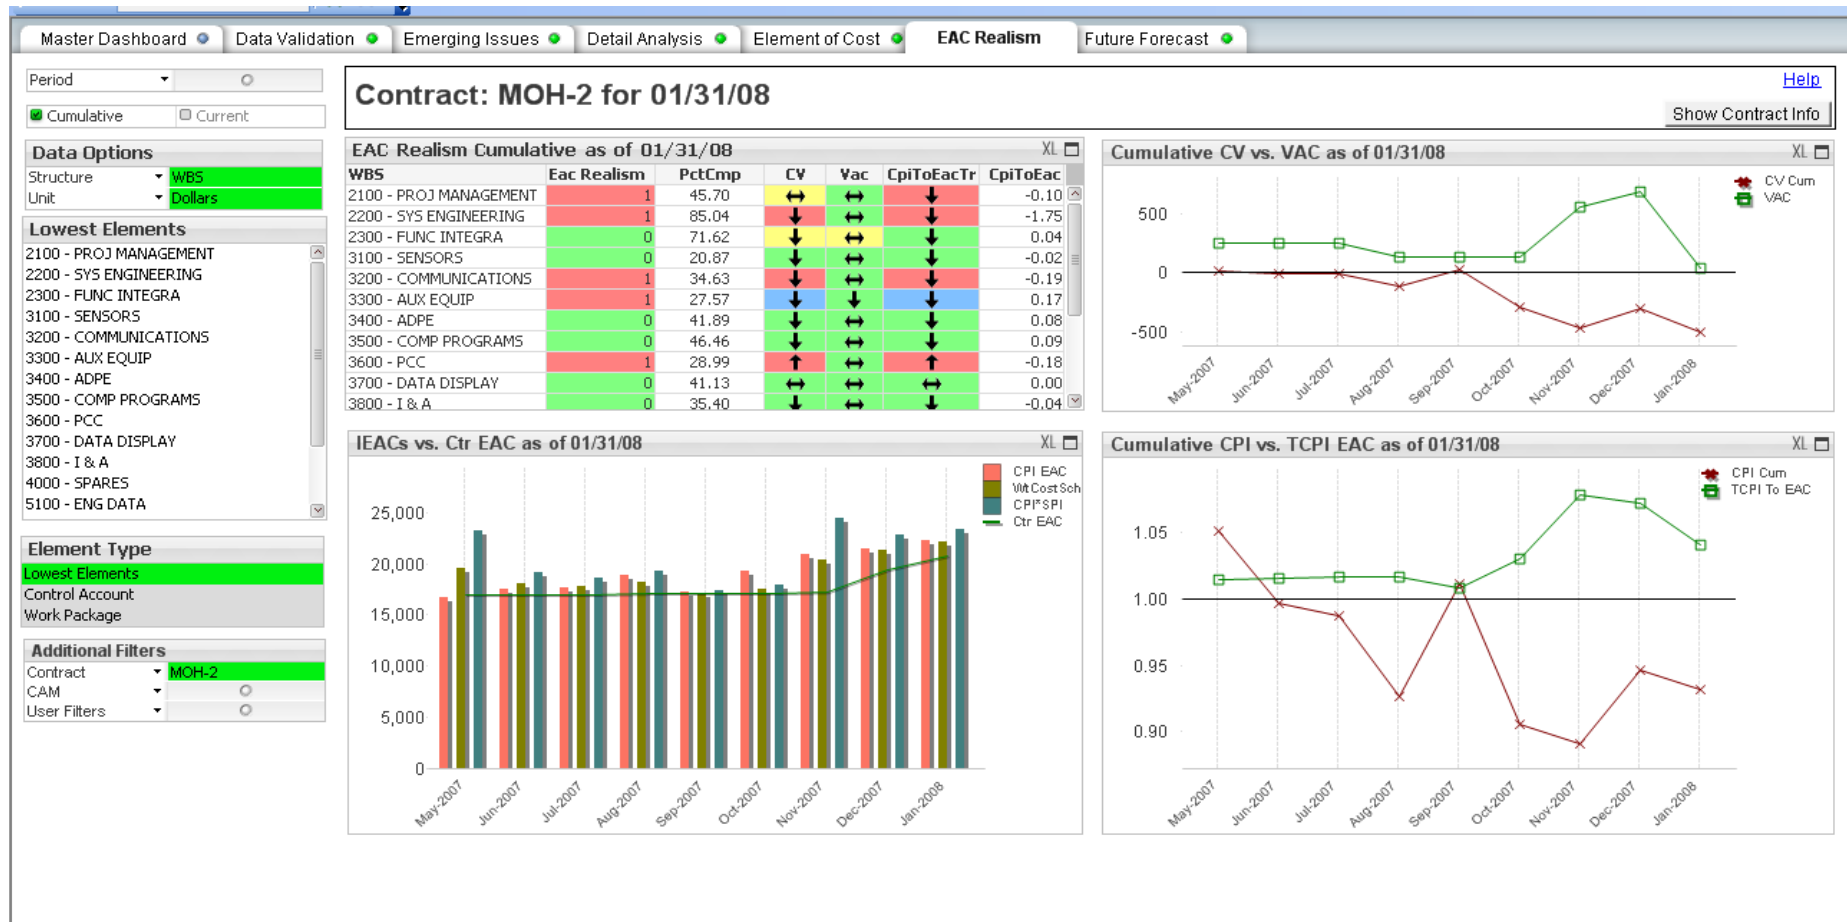 Master Dashboard
Data Validation
Emerging Issues
Detail Analysis
Element of Cost
EAC Realism
Future Forecast
Period
Cumulative
Current
Data Options
Structure
WBS
Unit
Dollars
Lowest Elements
2100 - PROJ MANAGEMENT
2200 - SYS ENGINEERING
2300 - FUNC INTEGRA
3100 - SENSORS
3200 - COMMUNICATIONS
3300 - AUX EQUIP
3400 - ADPE
3500 - COMP PROGRAMS
3600 - PCC
3700 - DATA DISPLAY
3800 - I & A
4000 - SPARES
5100 - ENG DATA
Element Type
Lowest Elements
Control Account
Work Package
Additional Filters
Contract
MOH-2
CAM
User Filters
Contract: MOH-2 for 01/31/08
Help
Show Contract Info
EAC Realism Cumulative as of 01/31/08
XL
WBS Eac Realism PctCmp CV Vac CpiToEacTr CpiToEac
2100 - PROJ MANAGEMENT 1 45.70 -0.10
2200 - SYS ENGINEERING 1 85.04 -1.75
2300 - FUNC INTEGRA 0 71.62 0.04
3100 - SENSORS 0 20.87 -0.02
3200 - COMMUNICATIONS 1 34.63 -0.19
3300 - AUX EQUIP 1 27.57 0.17
3400 - ADPE 0 41.89 0.08
3500 - COMP PROGRAMS 0 46.46 0.09
3600 - PCC 1 28.99 -0.18
3700 - DATA DISPLAY 0 41.13 0.00
3800 - I & A 0 35.40 -0.04
Cumulative CV vs. VAC as of 01/31/08
XL
CV Cum
VAC
500
0
-500
May-2007
Jun-2007
Jul-2007
Aug-2007
Sep-2007
Oct-2007
Nov-2007
Dec-2007
Jan-2008
IEACs vs. Ctr EAC as of 01/31/08
XL
CPI EAC
WtCostSch
CPI*SPI
Ctr EAC
25,000
20,000
15,000
10,000
5,000
0
May-2007
Jun-2007
Jul-2007
Aug-2007
Sep-2007
Oct-2007
Nov-2007
Dec-2007
Jan-2008
Cumulative CPI vs. TCPI EAC as of 01/31/08
XL
CPI Cum
TCPI To EAC
1.05
1.00
0.95
0.90
May-2007
Jun-2007
Jul-2007
Aug-2007
Sep-2007
Oct-2007
Nov-2007
Dec-2007
Jan-2008